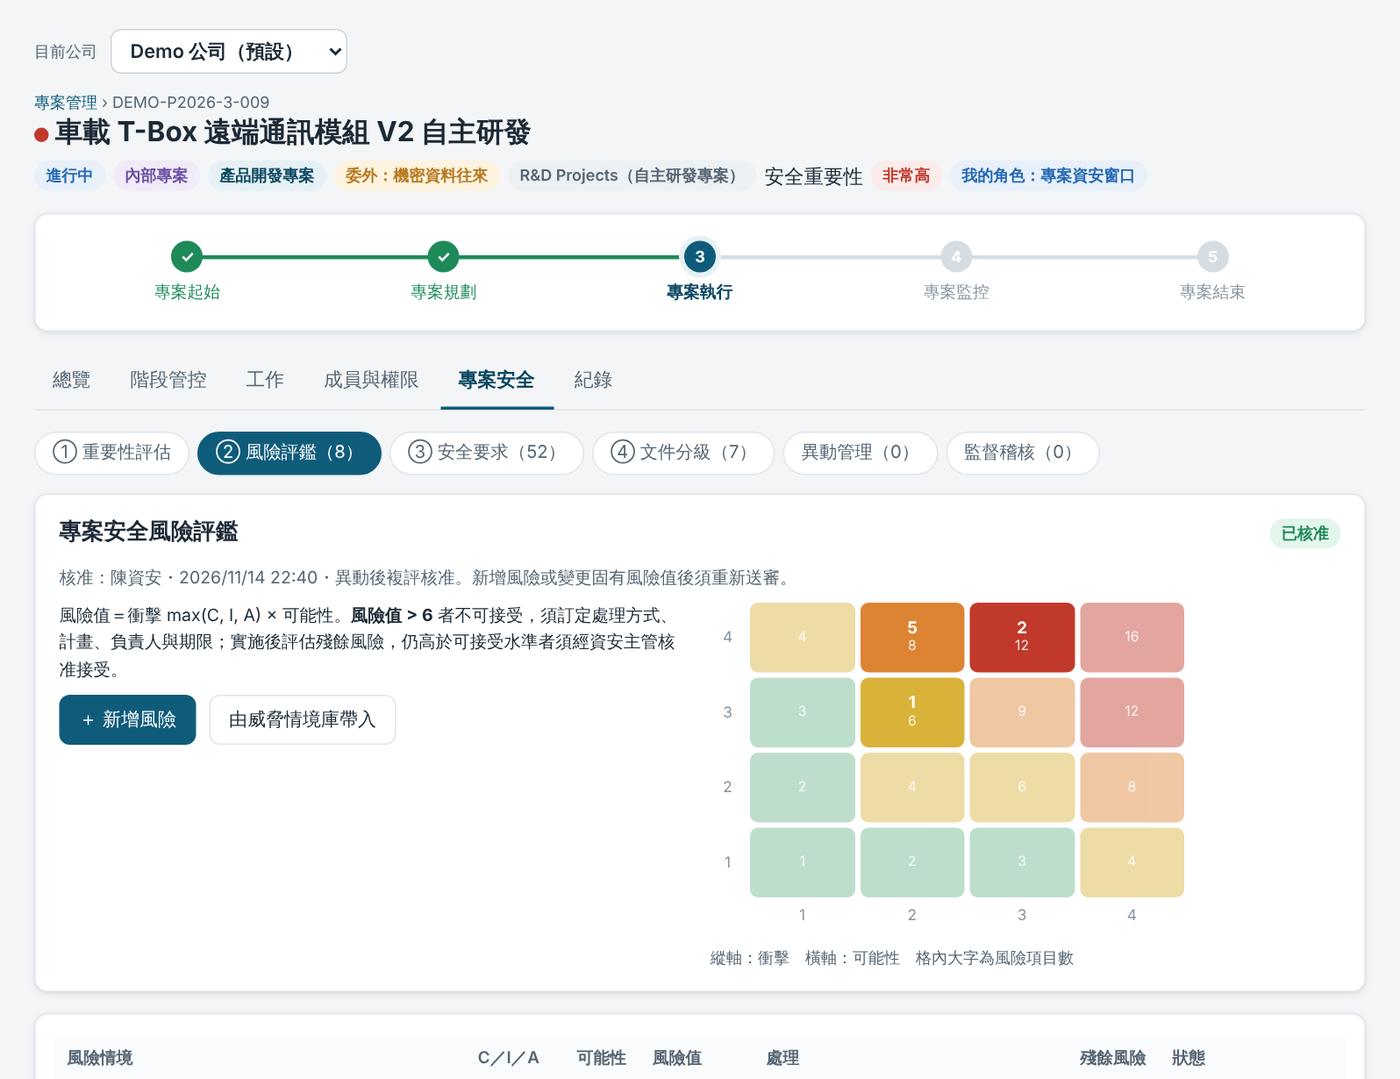 目前公司 Demo 公司（預設）
專案管理 › DEMO-P2026-3-009
車載 T-Box 遠端通訊模組 V2 自主研發
進行中 內部專案 產品開發專案 委外：機密資料往來 R&D Projects（自主研發專案） 安全重要性 非常高 我的角色：專案資安窗口
3 4 5
專案起始 專案規劃 專案執行 專案監控 專案結束
總覽 階段管控 工作 成員與權限 專案安全 紀錄
① 重要性評估 ② 風險評鑑（8） ③ 安全要求（52） ④ 文件分級（7） 異動管理（0） 監督稽核（0）
專案安全風險評鑑 已核准
核准：陳資安・2026/11/14 22:40・異動後複評核准。新增風險或變更固有風險值後須重新送審。
風險值＝衝擊 max(C, I, A) × 可能性。風險值 > 6 者不可接受，須訂定處理方式、
計畫、負責人與期限；實施後評估殘餘風險，仍高於可接受水準者須經資安主管核
准接受。
＋ 新增風險 由威脅情境庫帶入
4 4 5 8 2 12 16
3 3 1 6 9 12
2 2 4 6 8
1 1 2 3 4
1 2 3 4
縱軸：衝擊 橫軸：可能性 格內大字為風險項目數
風險情境 C／I／A 可能性 風險值 處理 殘餘風險 狀態